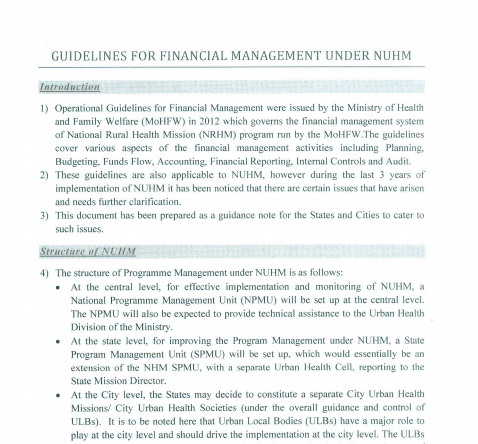 GUIDELINES FOR FINANCIAL MANAGEMENT UNDER NUHM
Introduction
1) Operational Guidelines for Financial Management were issued by the Ministry of Health
and Family Welfare (MoHFW) in 2012 which governs the financial management system
of National Rural Health Mission (NRHM) program run by the MoHFW.The guidelines
cover various aspects of the financial management activities including Planning,
Budgeting, Funds Flow, Accounting, Financial Reporting, Internal Controls and Audit.
2) These guidelines are also applicable to NUHM, however during the last 3 years of
implementation of NUHM it has been noticed that there are certain issues that have arisen
and needs further clarification.
3) This document has been prepared as a guidance note for the States and Cities to cater to
such issues.
Structure of NUHM
4) The structure of Programme Management under NUHM is as follows:
• At the central level, for effective implementation and monitoring of NUHM, a
National Programme Management Unit (NPMU) will be set up at the central level.
The NPMU will also be expected to provide technical assistance to the Urban Health
Division of the Ministry.
• At the state level, for improving the Program Management under NUHM, a State
Program Management Unit (SPMU) will be set up, which would essentially be an
extension of the NHM SPMU, with a separate Urban Health Cell, reporting to the
State Mission Director.
• At the City level, the States may decide to constitute a separate City Urban Health
Missions/ City Urban Health Societies (under the overall guidance and control of
ULBs). It is to be noted here that Urban Local Bodies (ULBs) have a major role to
play at the city level and should drive the implementation at the city level. The ULBs